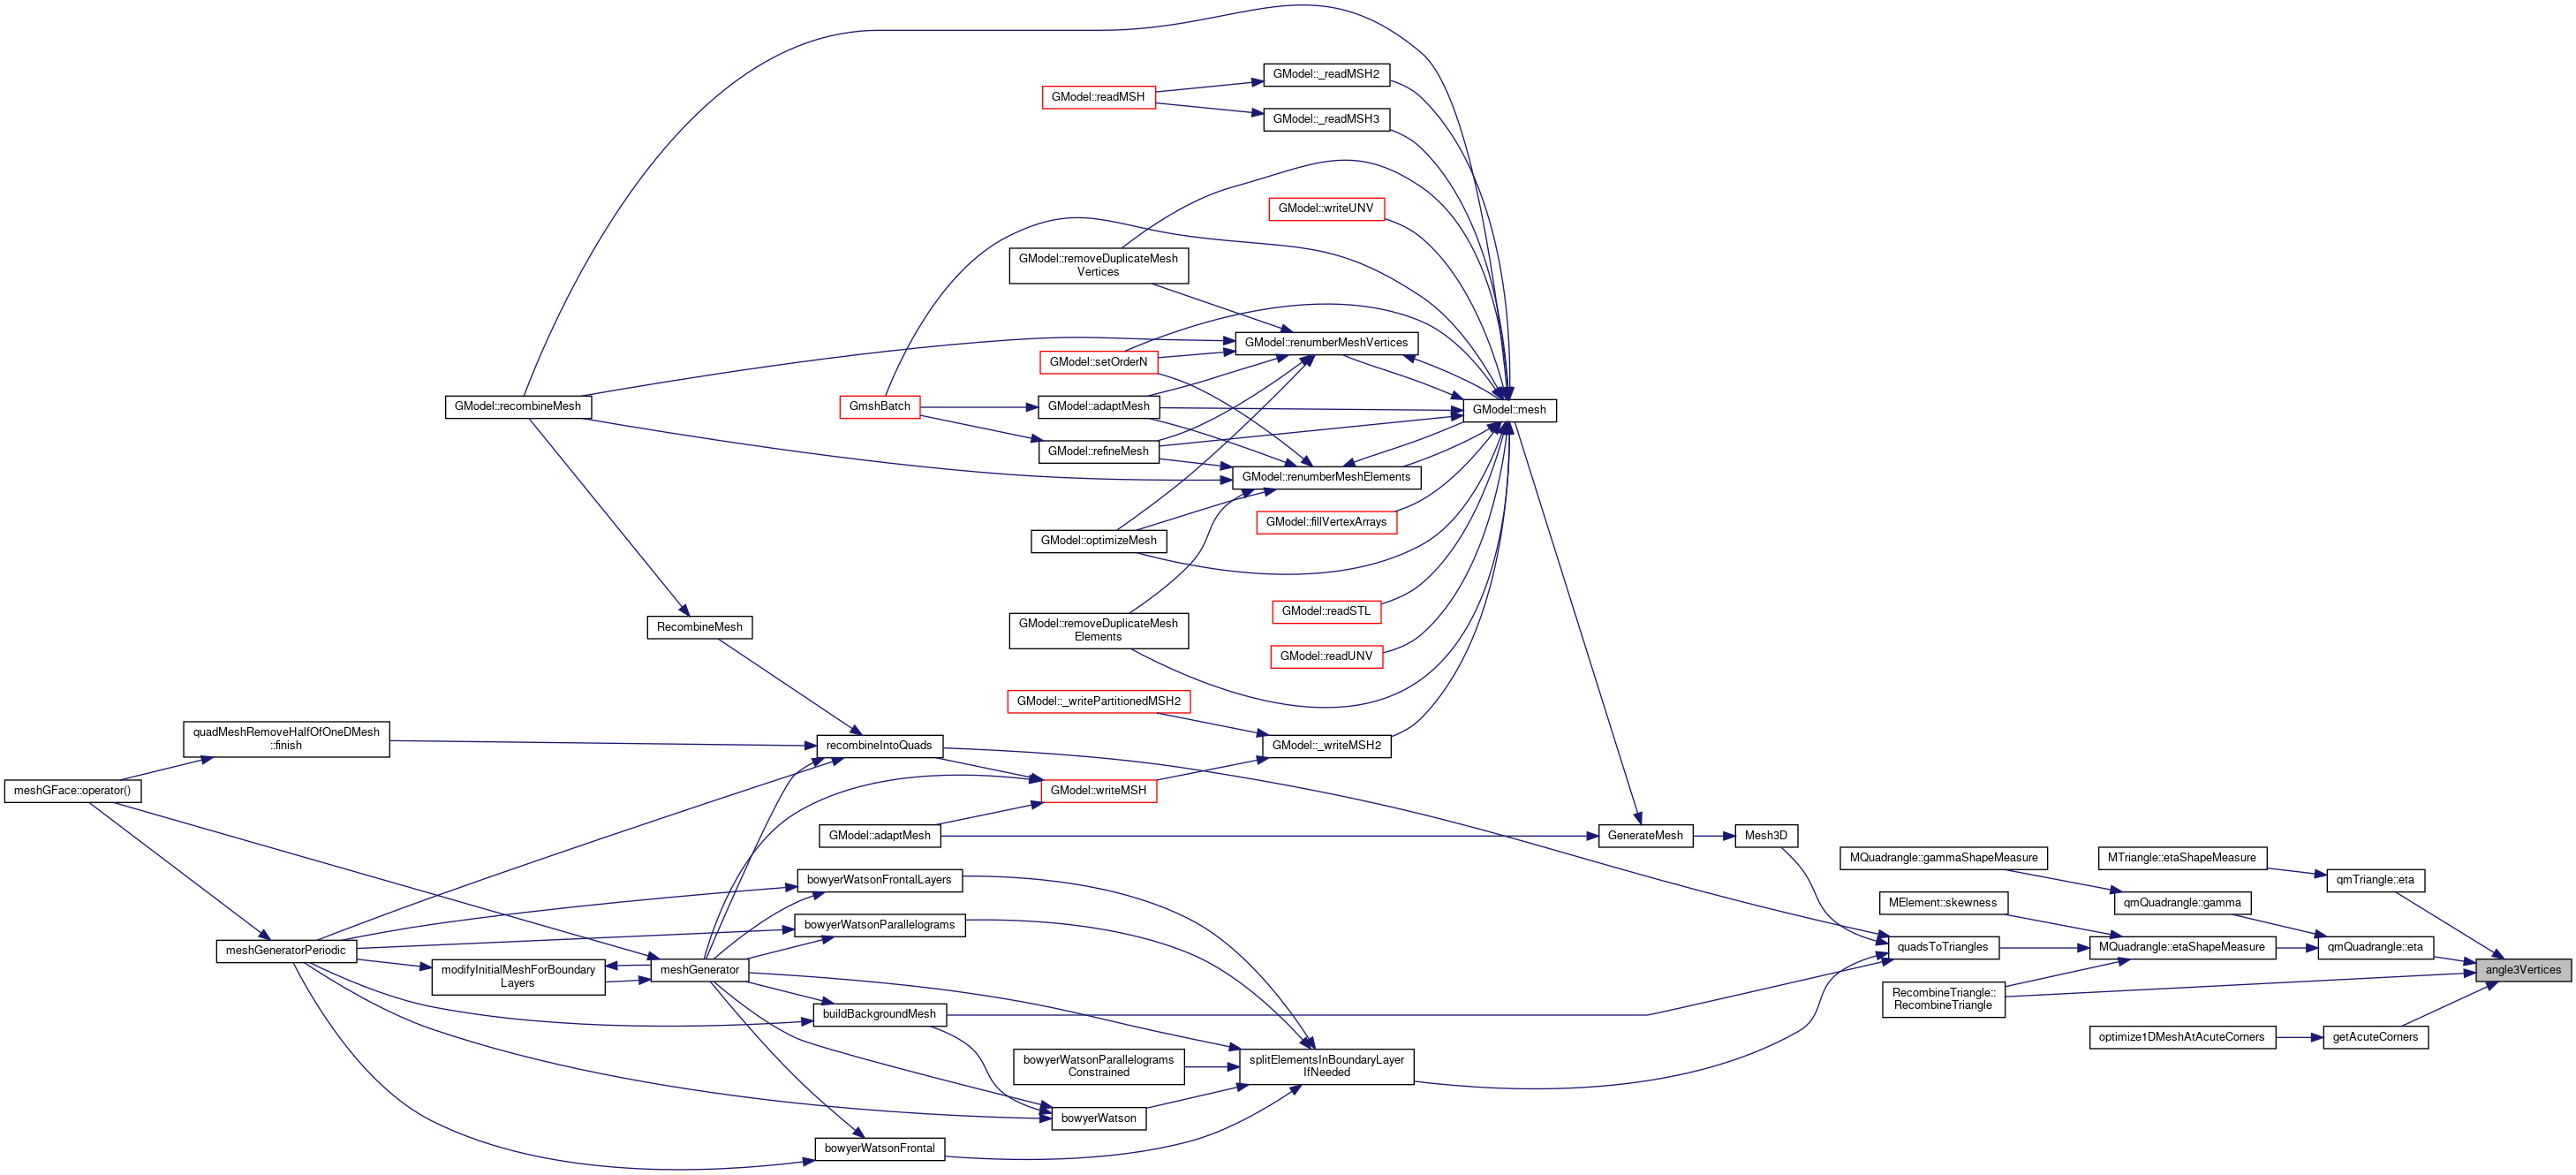 GModel::_readMSH2
GModel::readMSH
GModel::_readMSH3
GModel::writeUNV
GModel::removeDuplicateMesh
Vertices
GModel::renumberMeshVertices
GModel::setOrderN
GModel::recombineMesh
GmshBatch
GModel::adaptMesh
GModel::mesh
GModel::refineMesh
GModel::renumberMeshElements
GModel::fillVertexArrays
GModel::optimizeMesh
GModel::readSTL
RecombineMesh
GModel::removeDuplicateMesh
Elements
GModel::readUNV
GModel::_writePartitionedMSH2
quadMeshRemoveHalfOfOneDMesh
::finish
recombineIntoQuads
GModel::_writeMSH2
meshGFace::operator()
GModel::writeMSH
GModel::adaptMesh
GenerateMesh
Mesh3D
MQuadrangle::gammaShapeMeasure
MTriangle::etaShapeMeasure
bowyerWatsonFrontalLayers
qmTriangle::eta
MElement::skewness
qmQuadrangle::gamma
bowyerWatsonParallelograms
meshGeneratorPeriodic
quadsToTriangles
MQuadrangle::etaShapeMeasure
qmQuadrangle::eta
modifyInitialMeshForBoundary
Layers
meshGenerator
angle3Vertices
RecombineTriangle::
RecombineTriangle
buildBackgroundMesh
optimize1DMeshAtAcuteCorners
getAcuteCorners
bowyerWatsonParallelograms
Constrained
splitElementsInBoundaryLayer
IfNeeded
bowyerWatson
bowyerWatsonFrontal